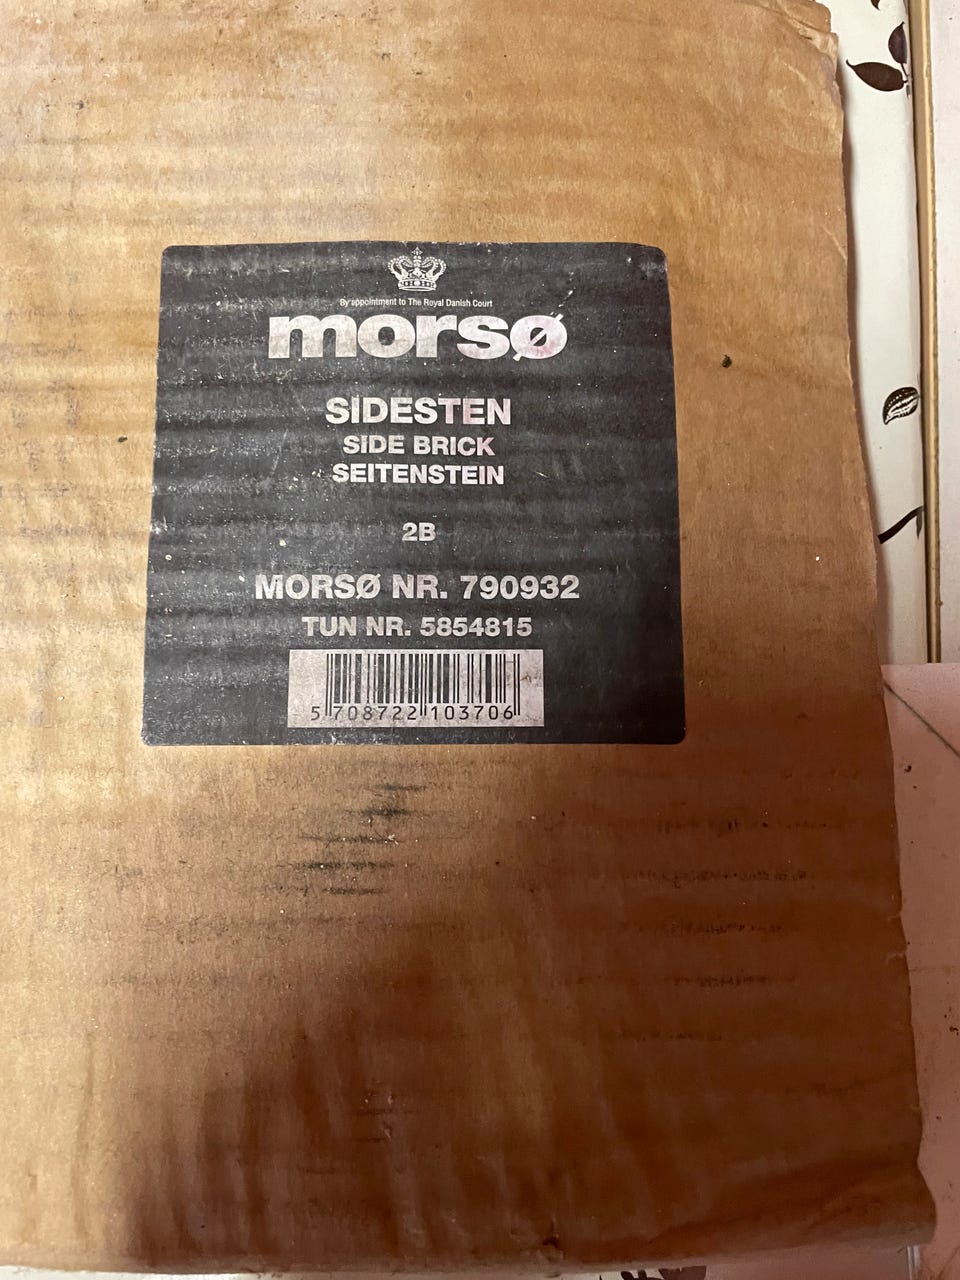 By appointment to The Royal Danish Court
morsø
SIDESTEN
SIDE BRICK
SEITENSTEIN
2B
MORSØ NR. 790932
TUN NR. 5854815
5 708722 103706